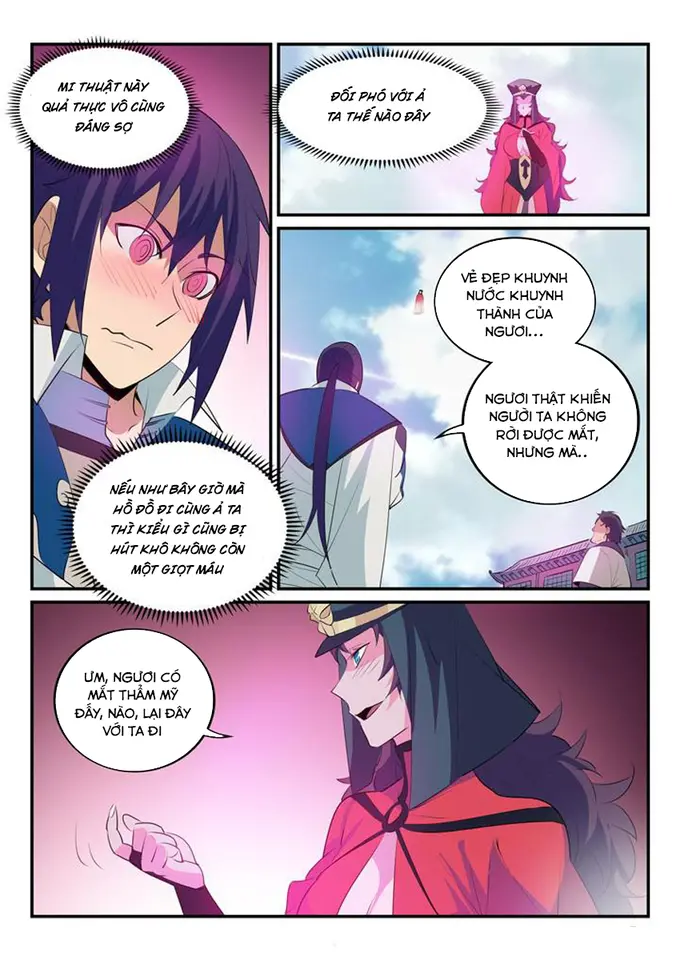 MI THUẬT NÀY
QUẢ THỰC VÔ CÙNG
ĐÁNG SỢ
ĐỐI PHÓ VỚI Ả
TA THẾ NÀO ĐÂY
VẺ ĐẸP KHUYNH
NƯỚC KHUYNH
THÀNH CỦA
NGƯƠI...
NGƯƠI THẬT KHIẾN
NGƯỜI TA KHÔNG
RỜI ĐƯỢC MẮT,
NHƯNG MÀ..
NẾU NHƯ BÂY GIỜ MÀ
HỒ ĐỒ ĐI CÙNG Ả TA
THÌ KIỂU GÌ CŨNG BỊ
HÚT KHÔ KHÔNG CÒN
MỘT GIỌT MÁU
ƯM, NGƯƠI CÓ
MẮT THẨM MỸ
ĐẤY, NÀO, LẠI ĐÂY
VỚI TA ĐI